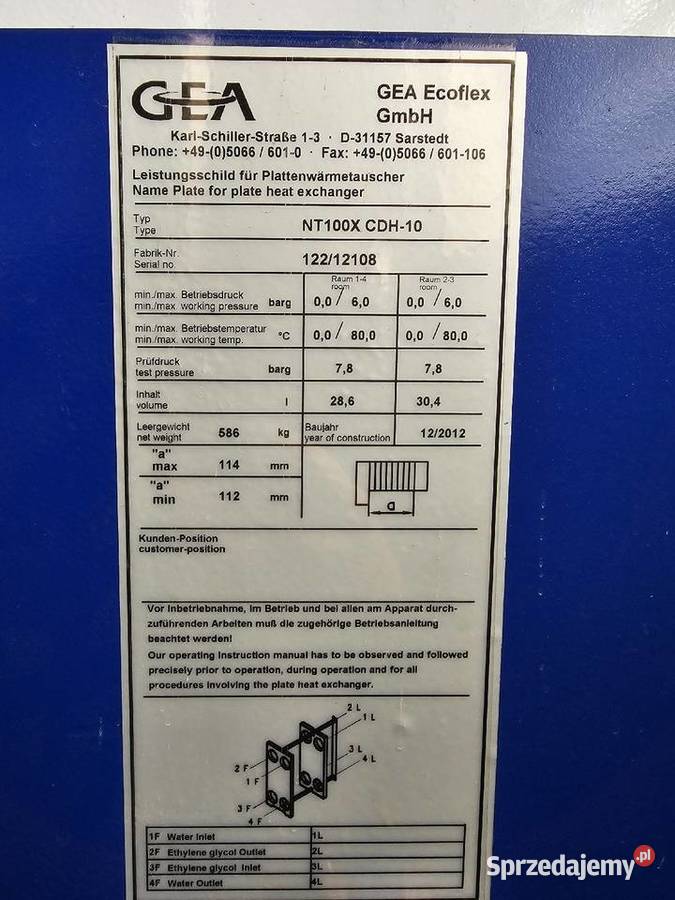 GEA
GEA Ecoflex
GmbH
Karl-Schiller-Straße 1-3 · D-31157 Sarstedt
Phone: +49-(0)5066 / 601-0 · Fax: +49-(0)5066 / 601-106
Leistungsschild für Plattenwärmetauscher
Name Plate for plate heat exchanger
Typ
Type
NT100X CDH-10
Fabrik-Nr.
Serial no.
122/12108
Raum 1-4
room
Raum 2-3
room
min./max. Betriebsdruck
min./max. working pressure
barg 0,0 / 6,0 0,0 / 6,0
min./max. Betriebstemperatur
min./max. working temp.
°C 0,0 / 80,0 0,0 / 80,0
Prüfdruck
test pressure
barg 7,8 7,8
Inhalt
volume
l 28,6 30,4
Leergewicht
net weight
586 kg
Baujahr
year of construction
12/2012
"a"
max 114 mm
"a"
min 112 mm
a
Kunden-Position
customer-position
Vor Inbetriebnahme, im Betrieb und bei allen am Apparat durch-
zuführenden Arbeiten muß die zugehörige Betriebsanleitung
beachtet werden!
Our operating instruction manual has to be observed and followed
precisely prior to operation, during operation and for all
procedures involving the plate heat exchanger.
2 L
1 L
3 L
4 L
2 F
1 F
3 F
4 F
1F Water Inlet 1L
2F Ethylene glycol Outlet 2L
3F Ethylene glycol Inlet 3L
4F Water Outlet 4L
Sprzedajemy.pl